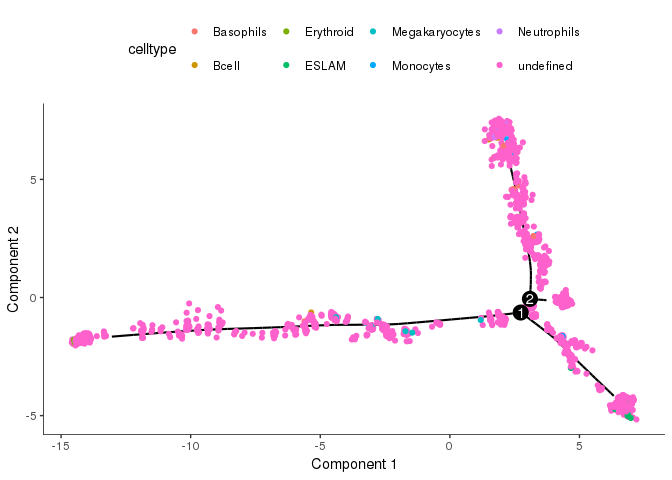 celltype
Basophils Erythroid Megakaryocytes Neutrophils
Bcell ESLAM Monocytes undefined
5
0
-5
Component 2
2
1
-15 -10 -5 0 5
Component 1